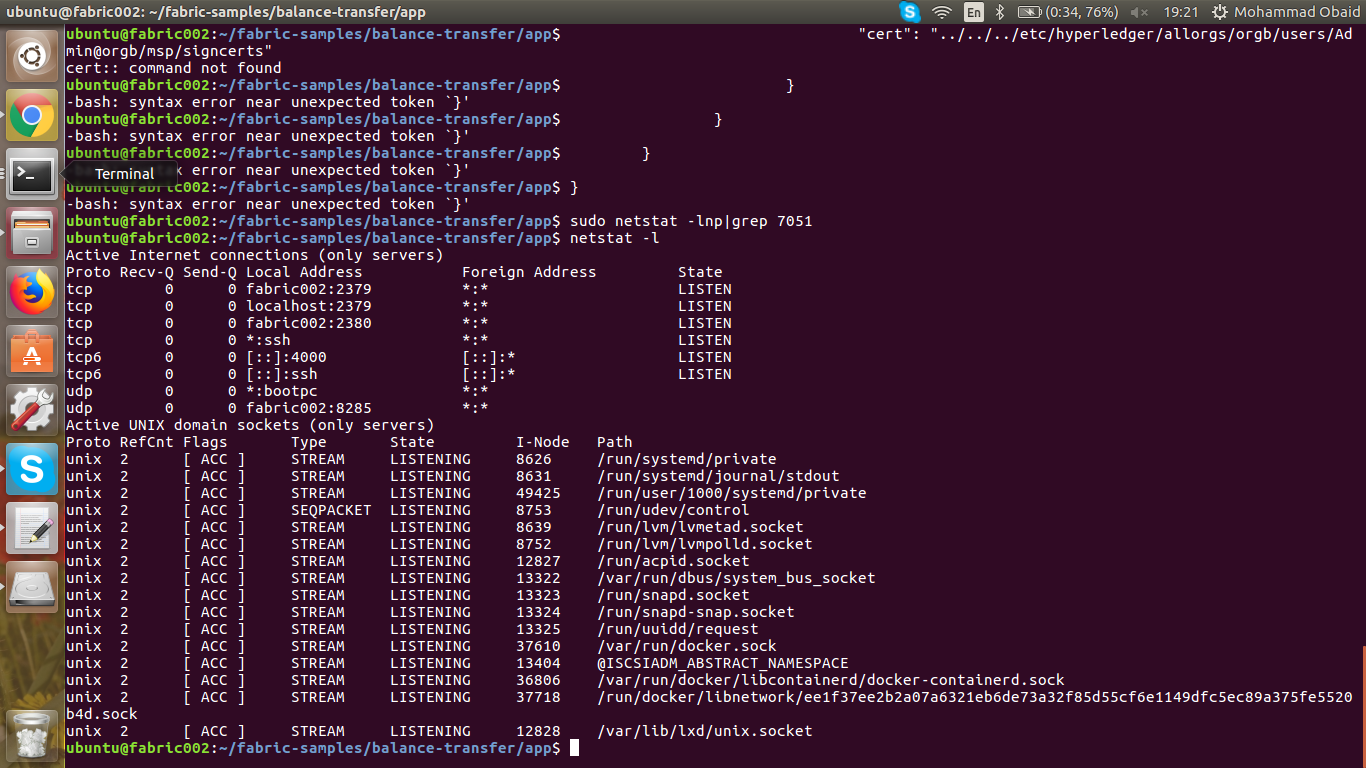 ubuntu@fabric002: ~/fabric-samples/balance-transfer/app En (0:34, 76%) 19:21 Mohammad Obaid
ubuntu@fabric002:~/fabric-samples/balance-transfer/app$ "cert": "../../../etc/hyperledger/allorgs/orgb/users/Ad
min@orgb/msp/signcerts"
cert:: command not found
ubuntu@fabric002:~/fabric-samples/balance-transfer/app$ }
-bash: syntax error near unexpected token `}'
ubuntu@fabric002:~/fabric-samples/balance-transfer/app$ }
-bash: syntax error near unexpected token `}'
ubuntu@fabric002:~/fabric-samples/balance-transfer/app$ }
Terminal x error near unexpected token `}'
ubuntu@fabric002:~/fabric-samples/balance-transfer/app$ }
-bash: syntax error near unexpected token `}'
ubuntu@fabric002:~/fabric-samples/balance-transfer/app$ sudo netstat -lnp|grep 7051
ubuntu@fabric002:~/fabric-samples/balance-transfer/app$ netstat -l
Active Internet connections (only servers)
Proto Recv-Q Send-Q Local Address Foreign Address State
tcp 0 0 fabric002:2379 *:* LISTEN
tcp 0 0 localhost:2379 *:* LISTEN
tcp 0 0 fabric002:2380 *:* LISTEN
tcp 0 0 *:ssh *:* LISTEN
tcp6 0 0 [::]:4000 [::]:* LISTEN
tcp6 0 0 [::]:ssh [::]:* LISTEN
udp 0 0 *:bootpc *:*
udp 0 0 fabric002:8285 *:*
Active UNIX domain sockets (only servers)
Proto RefCnt Flags Type State I-Node Path
unix 2 [ ACC ] STREAM LISTENING 8626 /run/systemd/private
unix 2 [ ACC ] STREAM LISTENING 8631 /run/systemd/journal/stdout
unix 2 [ ACC ] STREAM LISTENING 49425 /run/user/1000/systemd/private
unix 2 [ ACC ] SEQPACKET LISTENING 8753 /run/udev/control
unix 2 [ ACC ] STREAM LISTENING 8639 /run/lvm/lvmetad.socket
unix 2 [ ACC ] STREAM LISTENING 8752 /run/lvm/lvmpolld.socket
unix 2 [ ACC ] STREAM LISTENING 12827 /run/acpid.socket
unix 2 [ ACC ] STREAM LISTENING 13322 /var/run/dbus/system_bus_socket
unix 2 [ ACC ] STREAM LISTENING 13323 /run/snapd.socket
unix 2 [ ACC ] STREAM LISTENING 13324 /run/snapd-snap.socket
unix 2 [ ACC ] STREAM LISTENING 13325 /run/uuidd/request
unix 2 [ ACC ] STREAM LISTENING 37610 /var/run/docker.sock
unix 2 [ ACC ] STREAM LISTENING 13404 @ISCSIADM_ABSTRACT_NAMESPACE
unix 2 [ ACC ] STREAM LISTENING 36806 /var/run/docker/libcontainerd/docker-containerd.sock
unix 2 [ ACC ] STREAM LISTENING 37718 /run/docker/libnetwork/ee1f37ee2b2a07a6321eb6de73a32f85d55cf6e1149dfc5ec89a375fe5520
b4d.sock
unix 2 [ ACC ] STREAM LISTENING 12828 /var/lib/lxd/unix.socket
ubuntu@fabric002:~/fabric-samples/balance-transfer/app$